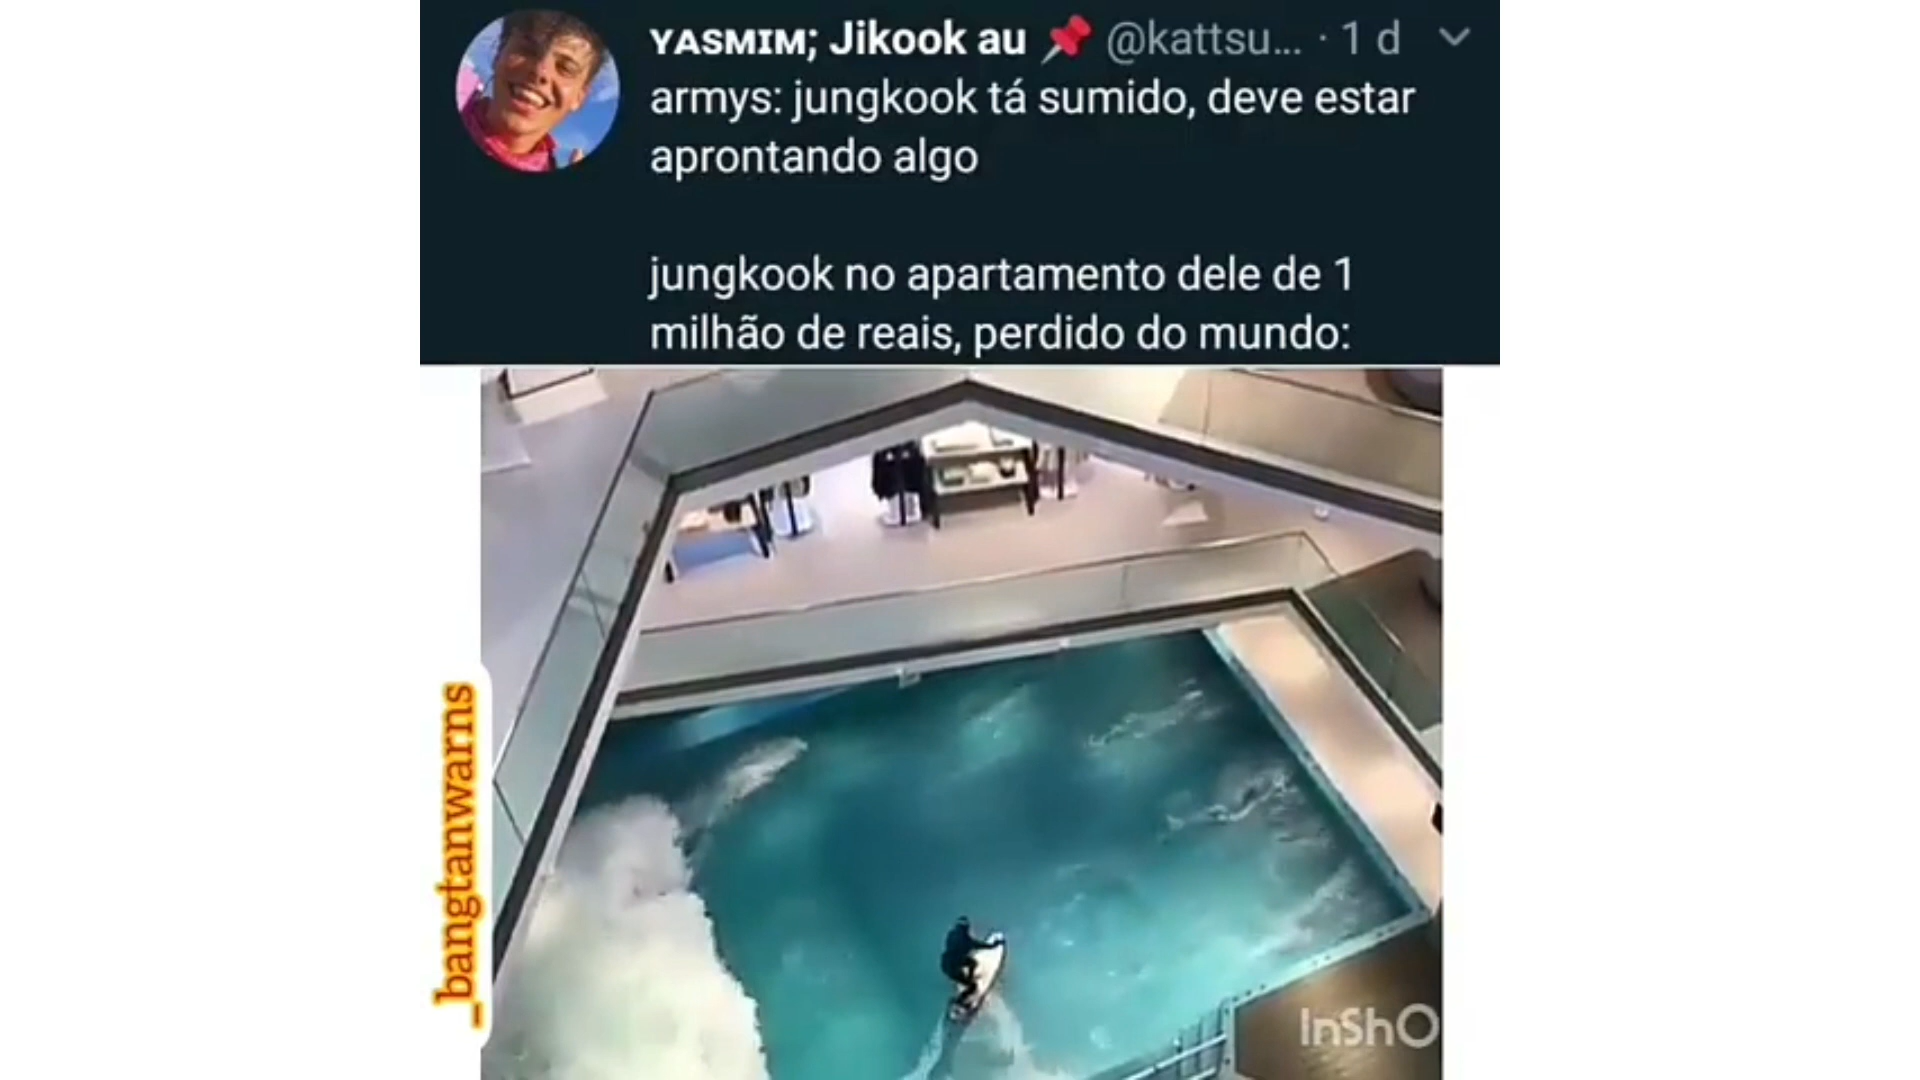 YASMIM; Jikook au 📌 @kattsu... · 1 d
armys: jungkook tá sumido, deve estar
aprontando algo
jungkook no apartamento dele de 1
milhão de reais, perdido do mundo:
_bangtanwarns
InShO